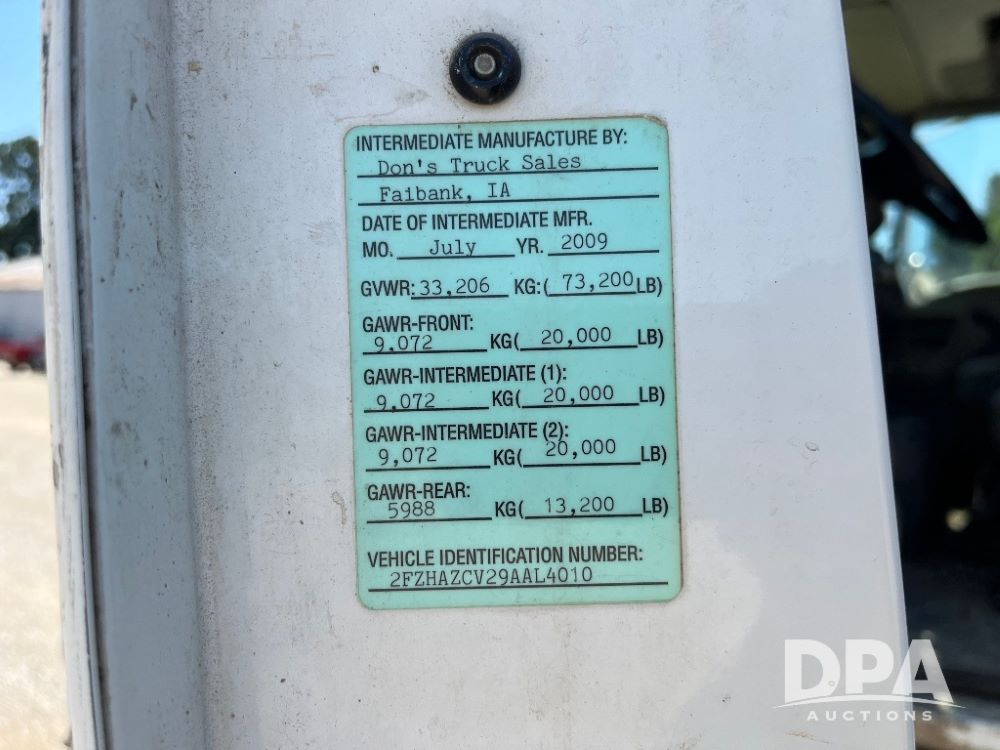 INTERMEDIATE MANUFACTURE BY:
Don's Truck Sales
Faibank, IA
DATE OF INTERMEDIATE MFR.
MO. July YR. 2009
GVWR: 33,206 KG: ( 73,200 LB)
GAWR-FRONT:
9,072 KG( 20,000 LB)
GAWR-INTERMEDIATE (1):
9,072 KG( 20,000 LB)
GAWR-INTERMEDIATE (2):
9,072 KG( 20,000 LB)
GAWR-REAR:
5988 KG( 13,200 LB)
VEHICLE IDENTIFICATION NUMBER:
2FZHAZCV29AAL4010
DPA
AUCTIONS